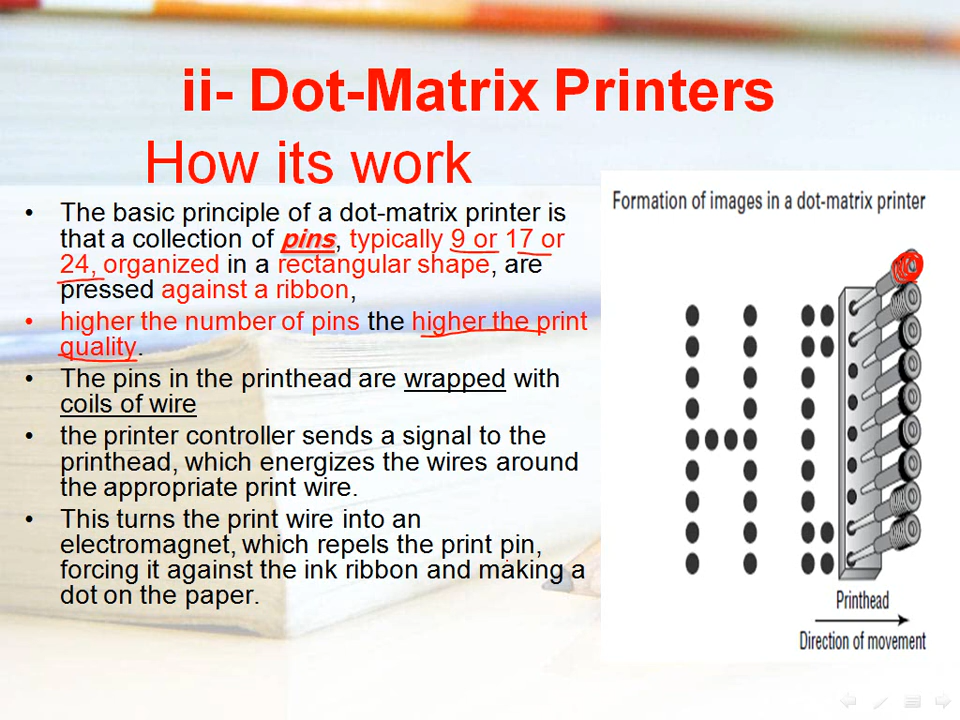 ii- Dot-Matrix Printers
How its work
• The basic principle of a dot-matrix printer is
that a collection of pins, typically 9 or 17 or
24, organized in a rectangular shape, are
pressed against a ribbon,
• higher the number of pins the higher the print
quality.
• The pins in the printhead are wrapped with
coils of wire
• the printer controller sends a signal to the
printhead, which energizes the wires around
the appropriate print wire.
• This turns the print wire into an
electromagnet, which repels the print pin,
forcing it against the ink ribbon and making a
dot on the paper.
Formation of images in a dot-matrix printer
Printhead
Direction of movement